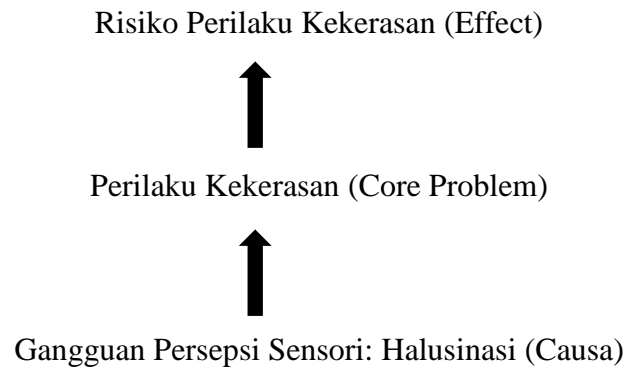 Risiko Perilaku Kekerasan (Effect)
Perilaku Kekerasan (Core Problem)
Gangguan Persepsi Sensori: Halusinasi (Causa)